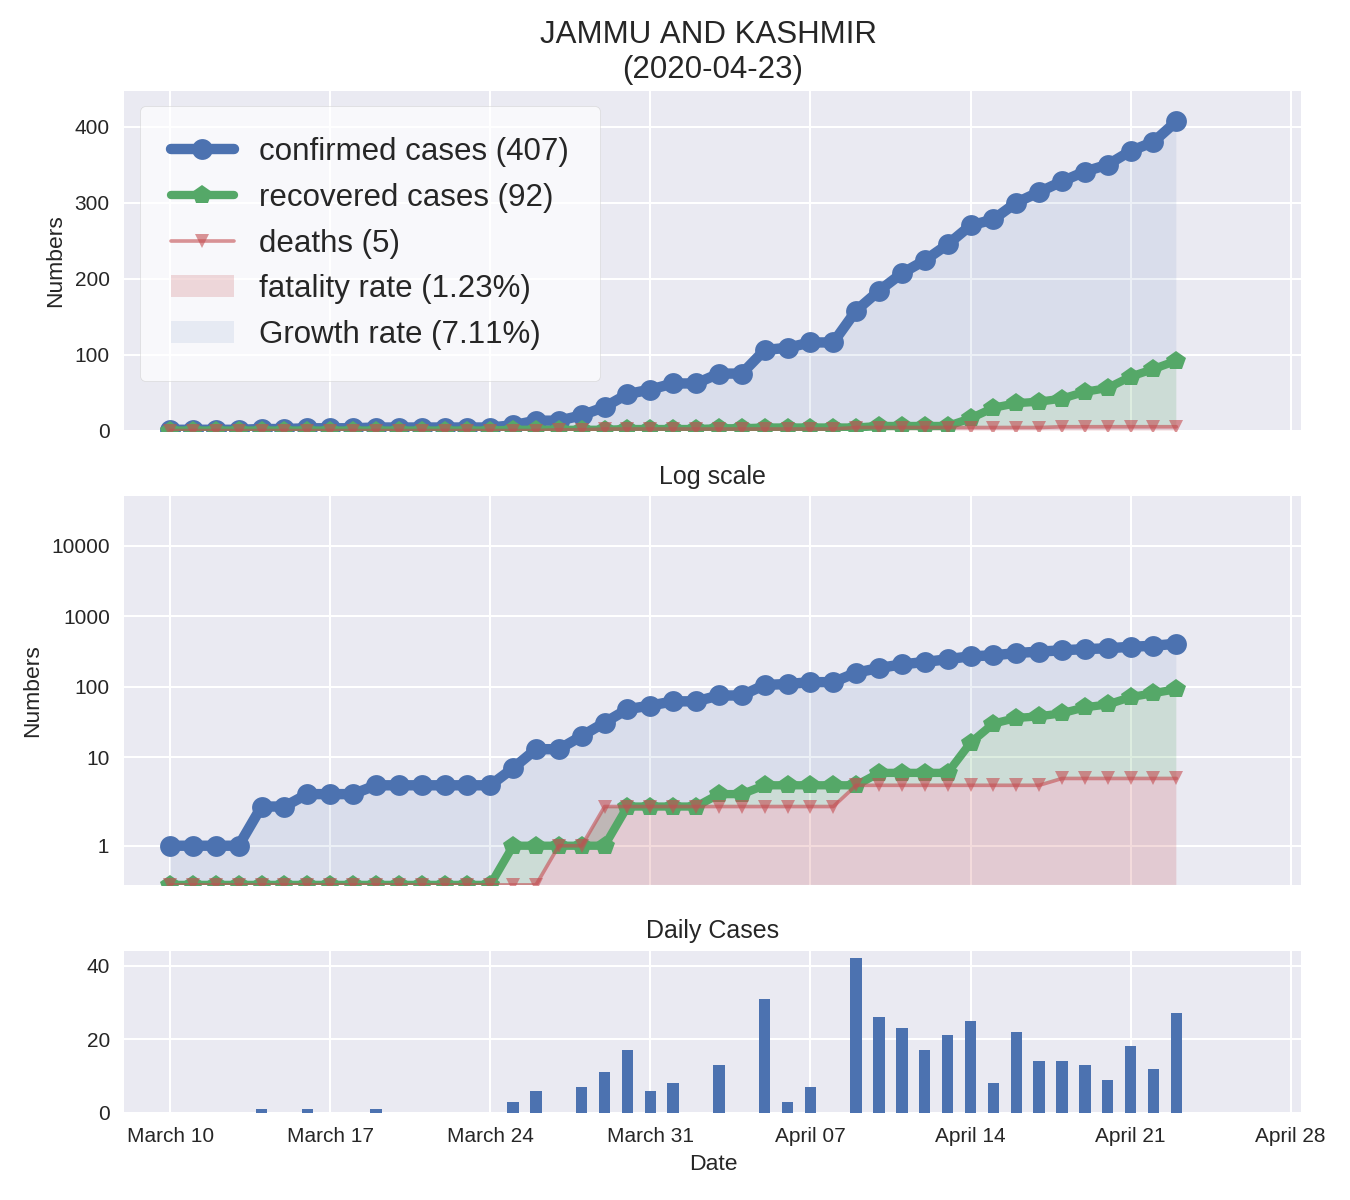 JAMMU AND KASHMIR
(2020-04-23)
Numbers
400
300
200
100
0
confirmed cases (407)
recovered cases (92)
deaths (5)
fatality rate (1.23%)
Growth rate (7.11%)
Log scale
Numbers
10000
1000
100
10
1
Daily Cases
40
20
0
March 10 March 17 March 24 March 31 April 07 April 14 April 21 April 28
Date